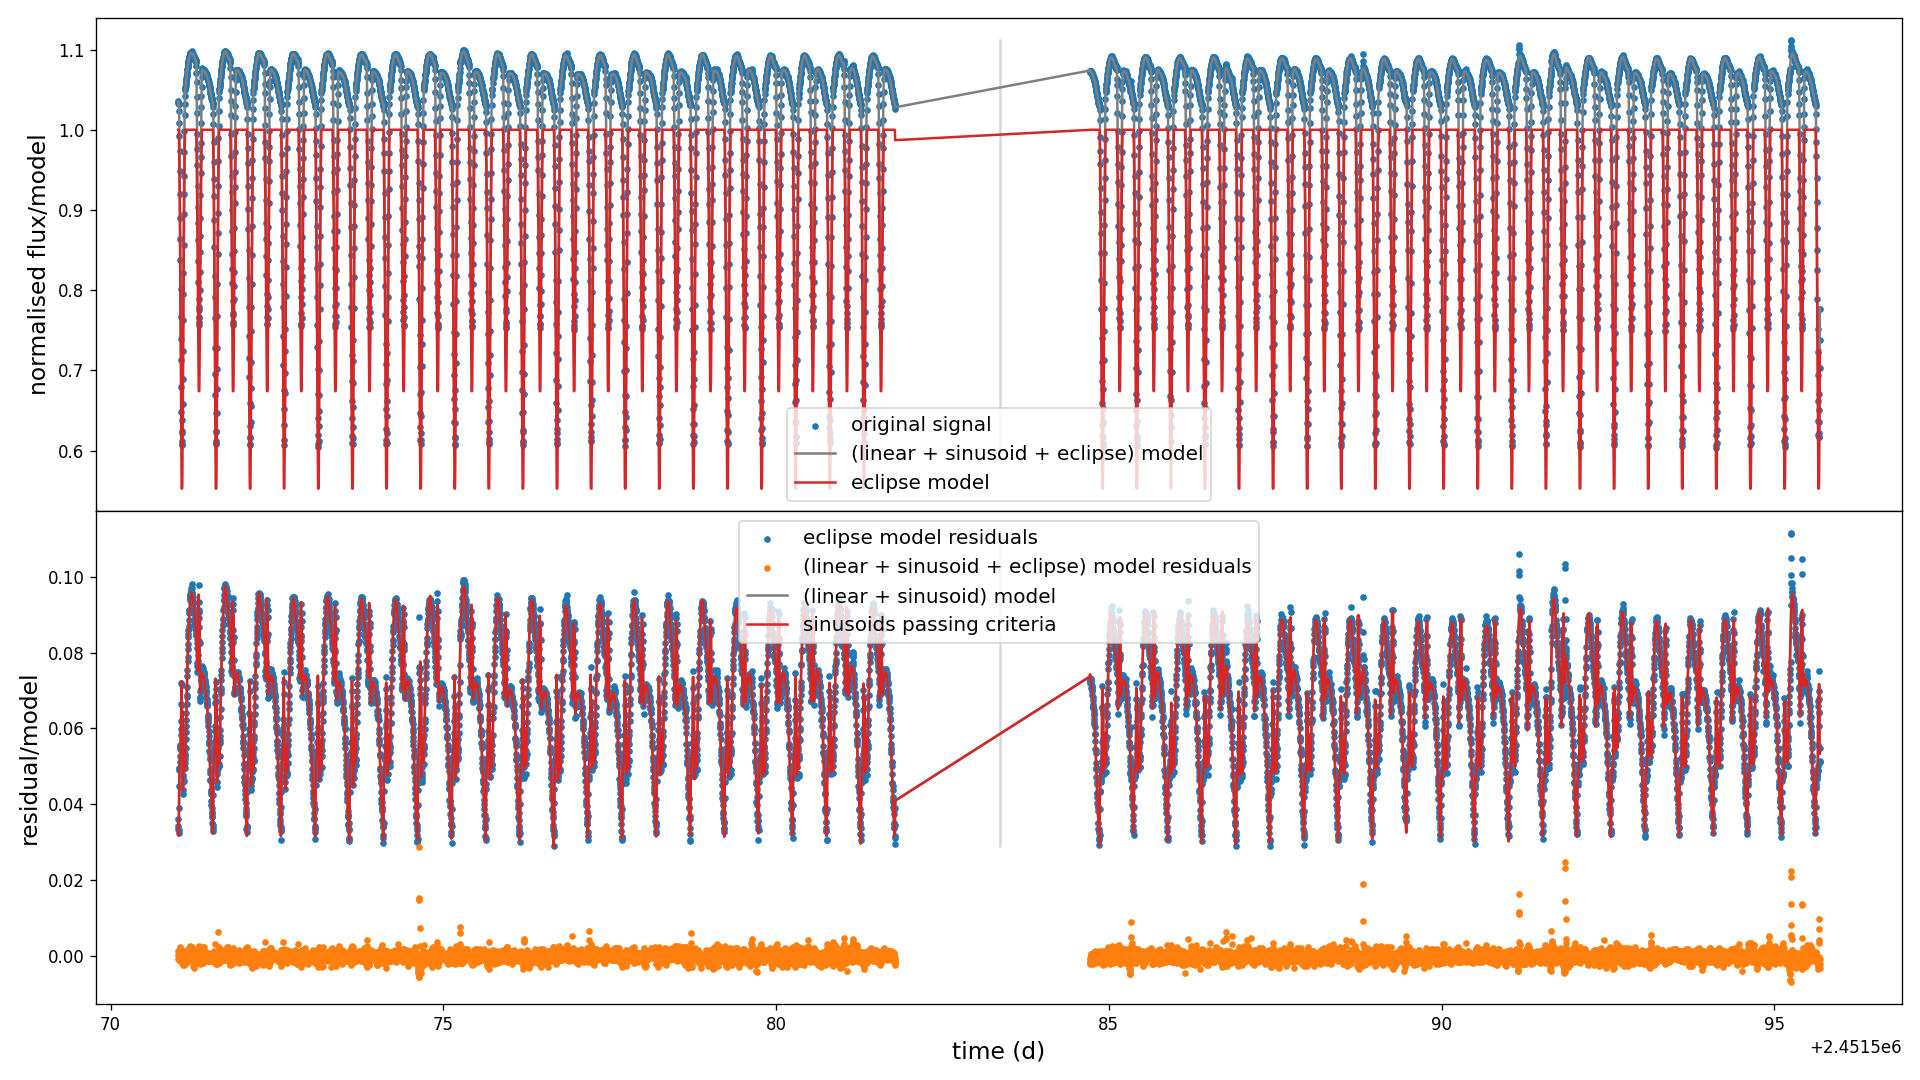 normalised flux/model
1.1
1.0
0.9
0.8
0.7
0.6
original signal
(linear + sinusoid + eclipse) model
eclipse model
residual/model
0.10
0.08
0.06
0.04
0.02
0.00
eclipse model residuals
(linear + sinusoid + eclipse) model residuals
(linear + sinusoid) model
sinusoids passing criteria
70 75 80 85 90 95
time (d)
+2.4515e6